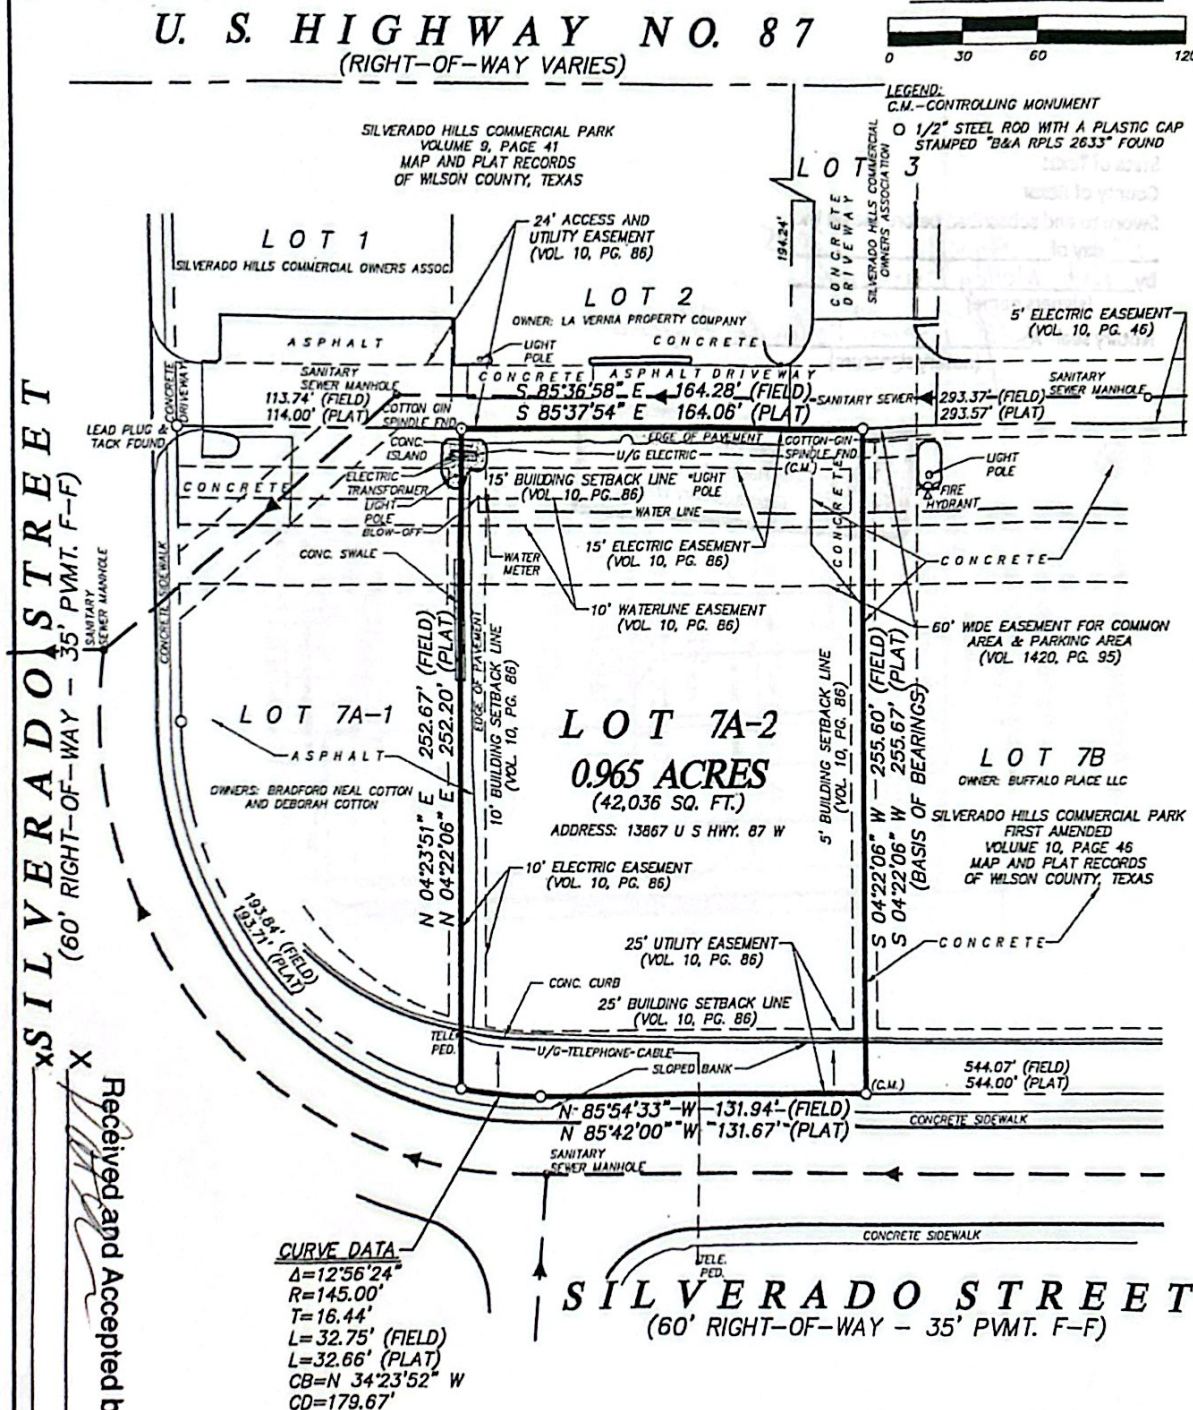 U. S. HIGHWAY NO. 87
(RIGHT-OF-WAY VARIES)
0 30 60 120
LEGEND:
C.M.-CONTROLLING MONUMENT
1/2" STEEL ROD WITH A PLASTIC CAP
STAMPED "B&A RPLS 2633" FOUND
SILVERADO HILLS COMMERCIAL PARK
VOLUME 9, PAGE 41
MAP AND PLAT RECORDS
OF WILSON COUNTY, TEXAS
LOT 3
SILVERADO HILLS COMMERCIAL
OWNERS ASSOCIATION
CONCRETE
DRIVEWAY
194.24'
LOT 1
SILVERADO HILLS COMMERCIAL OWNERS ASSOC
24' ACCESS AND
UTILITY EASEMENT
(VOL. 10, PG. 86)
LOT 2
OWNER: LA VERNIA PROPERTY COMPANY
5' ELECTRIC EASEMENT
(VOL. 10, PG. 46)
ASPHALT
LIGHT
POLE
CONCRETE
CONCRETE
DRIVEWAY
SANITARY
SEWER MANHOLE
113.74' (FIELD)
114.00' (PLAT)
CONCRETE
ASPHALT DRIVEWAY
S 85°36'58" E 164.28' (FIELD)
S 85°37'54" E 164.06' (PLAT)
SANITARY SEWER
293.37' (FIELD)
293.57' (PLAT)
SANITARY
SEWER MANHOLE
COTTON GIN
SPINDLE FND
LEAD PLUG &
TACK FOUND
CONC.
ISLAND
EDGE OF PAVEMENT
U/G ELECTRIC
COTTON-GIN
SPINDLE FND
(C.M.)
LIGHT
POLE
FIRE
HYDRANT
CONCRETE
ELECTRIC
TRANSFORMER
LIGHT
POLE
BLOW-OFF
15' BUILDING SETBACK LINE
(VOL. 10, PG. 86)
LIGHT
POLE
WATER LINE
CONCRETE
CONC. SWALE
WATER
METER
15' ELECTRIC EASEMENT
(VOL. 10, PG. 86)
CONCRETE
10' WATERLINE EASEMENT
(VOL. 10, PG. 86)
60' WIDE EASEMENT FOR COMMON
AREA & PARKING AREA
(VOL. 1420, PG. 95)
SILVERADO STREET
(60' RIGHT-OF-WAY - 35' PVMT. F-F)
SANITARY
SEWER MANHOLE
CONCRETE SIDEWALK
N 04°23'51" E 252.67' (FIELD)
N 04°22'06" E 252.20' (PLAT)
EDGE OF PAVEMENT
10' BUILDING SETBACK LINE
(VOL. 10, PG. 86)
LOT 7A-1
ASPHALT
OWNERS: BRADFORD NEAL COTTON
AND DEBORAH COTTON
LOT 7A-2
0.965 ACRES
(42,036 SQ. FT.)
ADDRESS: 13867 U S HWY. 87 W
5' BUILDING SETBACK LINE
(VOL. 10, PG. 86)
S 04°22'06" W 255.60' (FIELD)
S 04°22'06" W 255.67' (PLAT)
(BASIS OF BEARINGS)
LOT 7B
OWNER: BUFFALO PLACE LLC
SILVERADO HILLS COMMERCIAL PARK
FIRST AMENDED
VOLUME 10, PAGE 46
MAP AND PLAT RECORDS
OF WILSON COUNTY, TEXAS
10' ELECTRIC EASEMENT
(VOL. 10, PG. 86)
193.84' (FIELD)
193.71' (PLAT)
25' UTILITY EASEMENT
(VOL. 10, PG. 86)
CONCRETE
CONC. CURB
25' BUILDING SETBACK LINE
(VOL. 10, PG. 86)
TELE.
PED.
U/G-TELEPHONE-CABLE
SLOPED BANK
(C.M.)
544.07' (FIELD)
544.00' (PLAT)
N 85°54'33" W 131.94' (FIELD)
N 85°42'00" W 131.67' (PLAT)
CONCRETE SIDEWALK
SANITARY
SEWER MANHOLE
CONCRETE SIDEWALK
TELE.
PED.
SILVERADO STREET
(60' RIGHT-OF-WAY - 35' PVMT. F-F)
CURVE DATA
Δ=12°56'24"
R=145.00'
T=16.44'
L=32.75' (FIELD)
L=32.66' (PLAT)
CB=N 34°23'52" W
CD=179.67'
X
X
Received and Accepted b